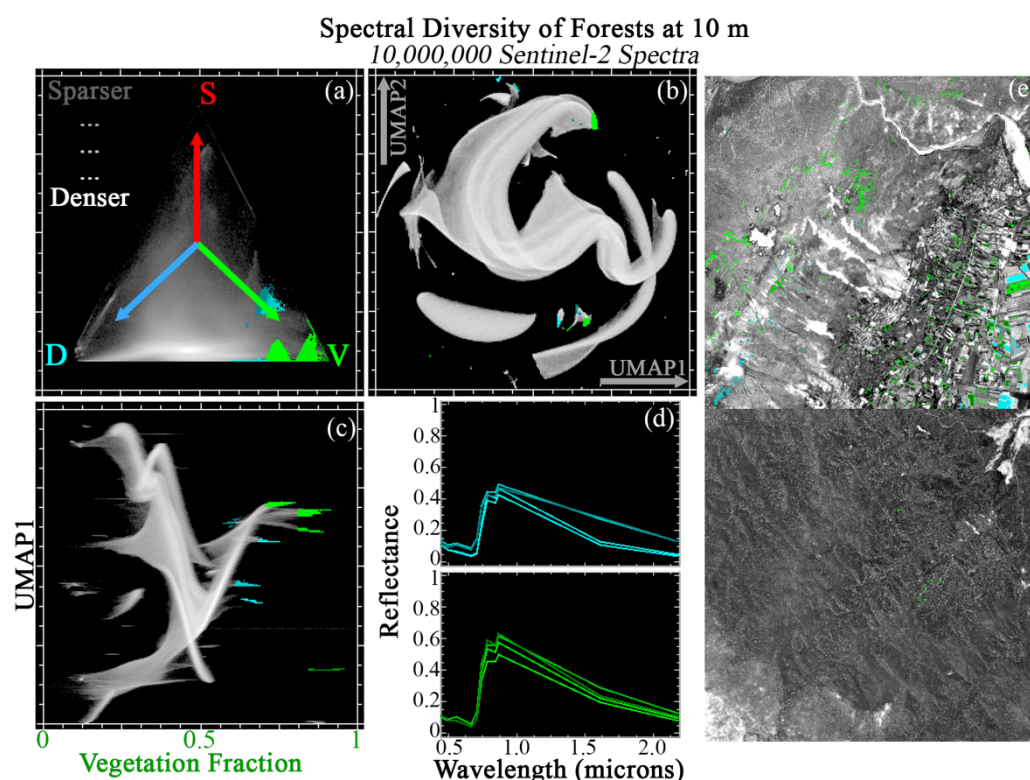 Spectral Diversity of Forests at 10 m
10,000,000 Sentinel-2 Spectra
(a)
Sparser
...
...
...
Denser
S
D
V
(b)
UMAP2
UMAP1
(e)
(c)
UMAP1
0
0.5
1
Vegetation Fraction
(d)
1
0.8
0.6
0.4
0.2
0
1
0.8
0.6
0.4
0.2
0
Reflectance
0.5
1.0
1.5
2.0
Wavelength (microns)